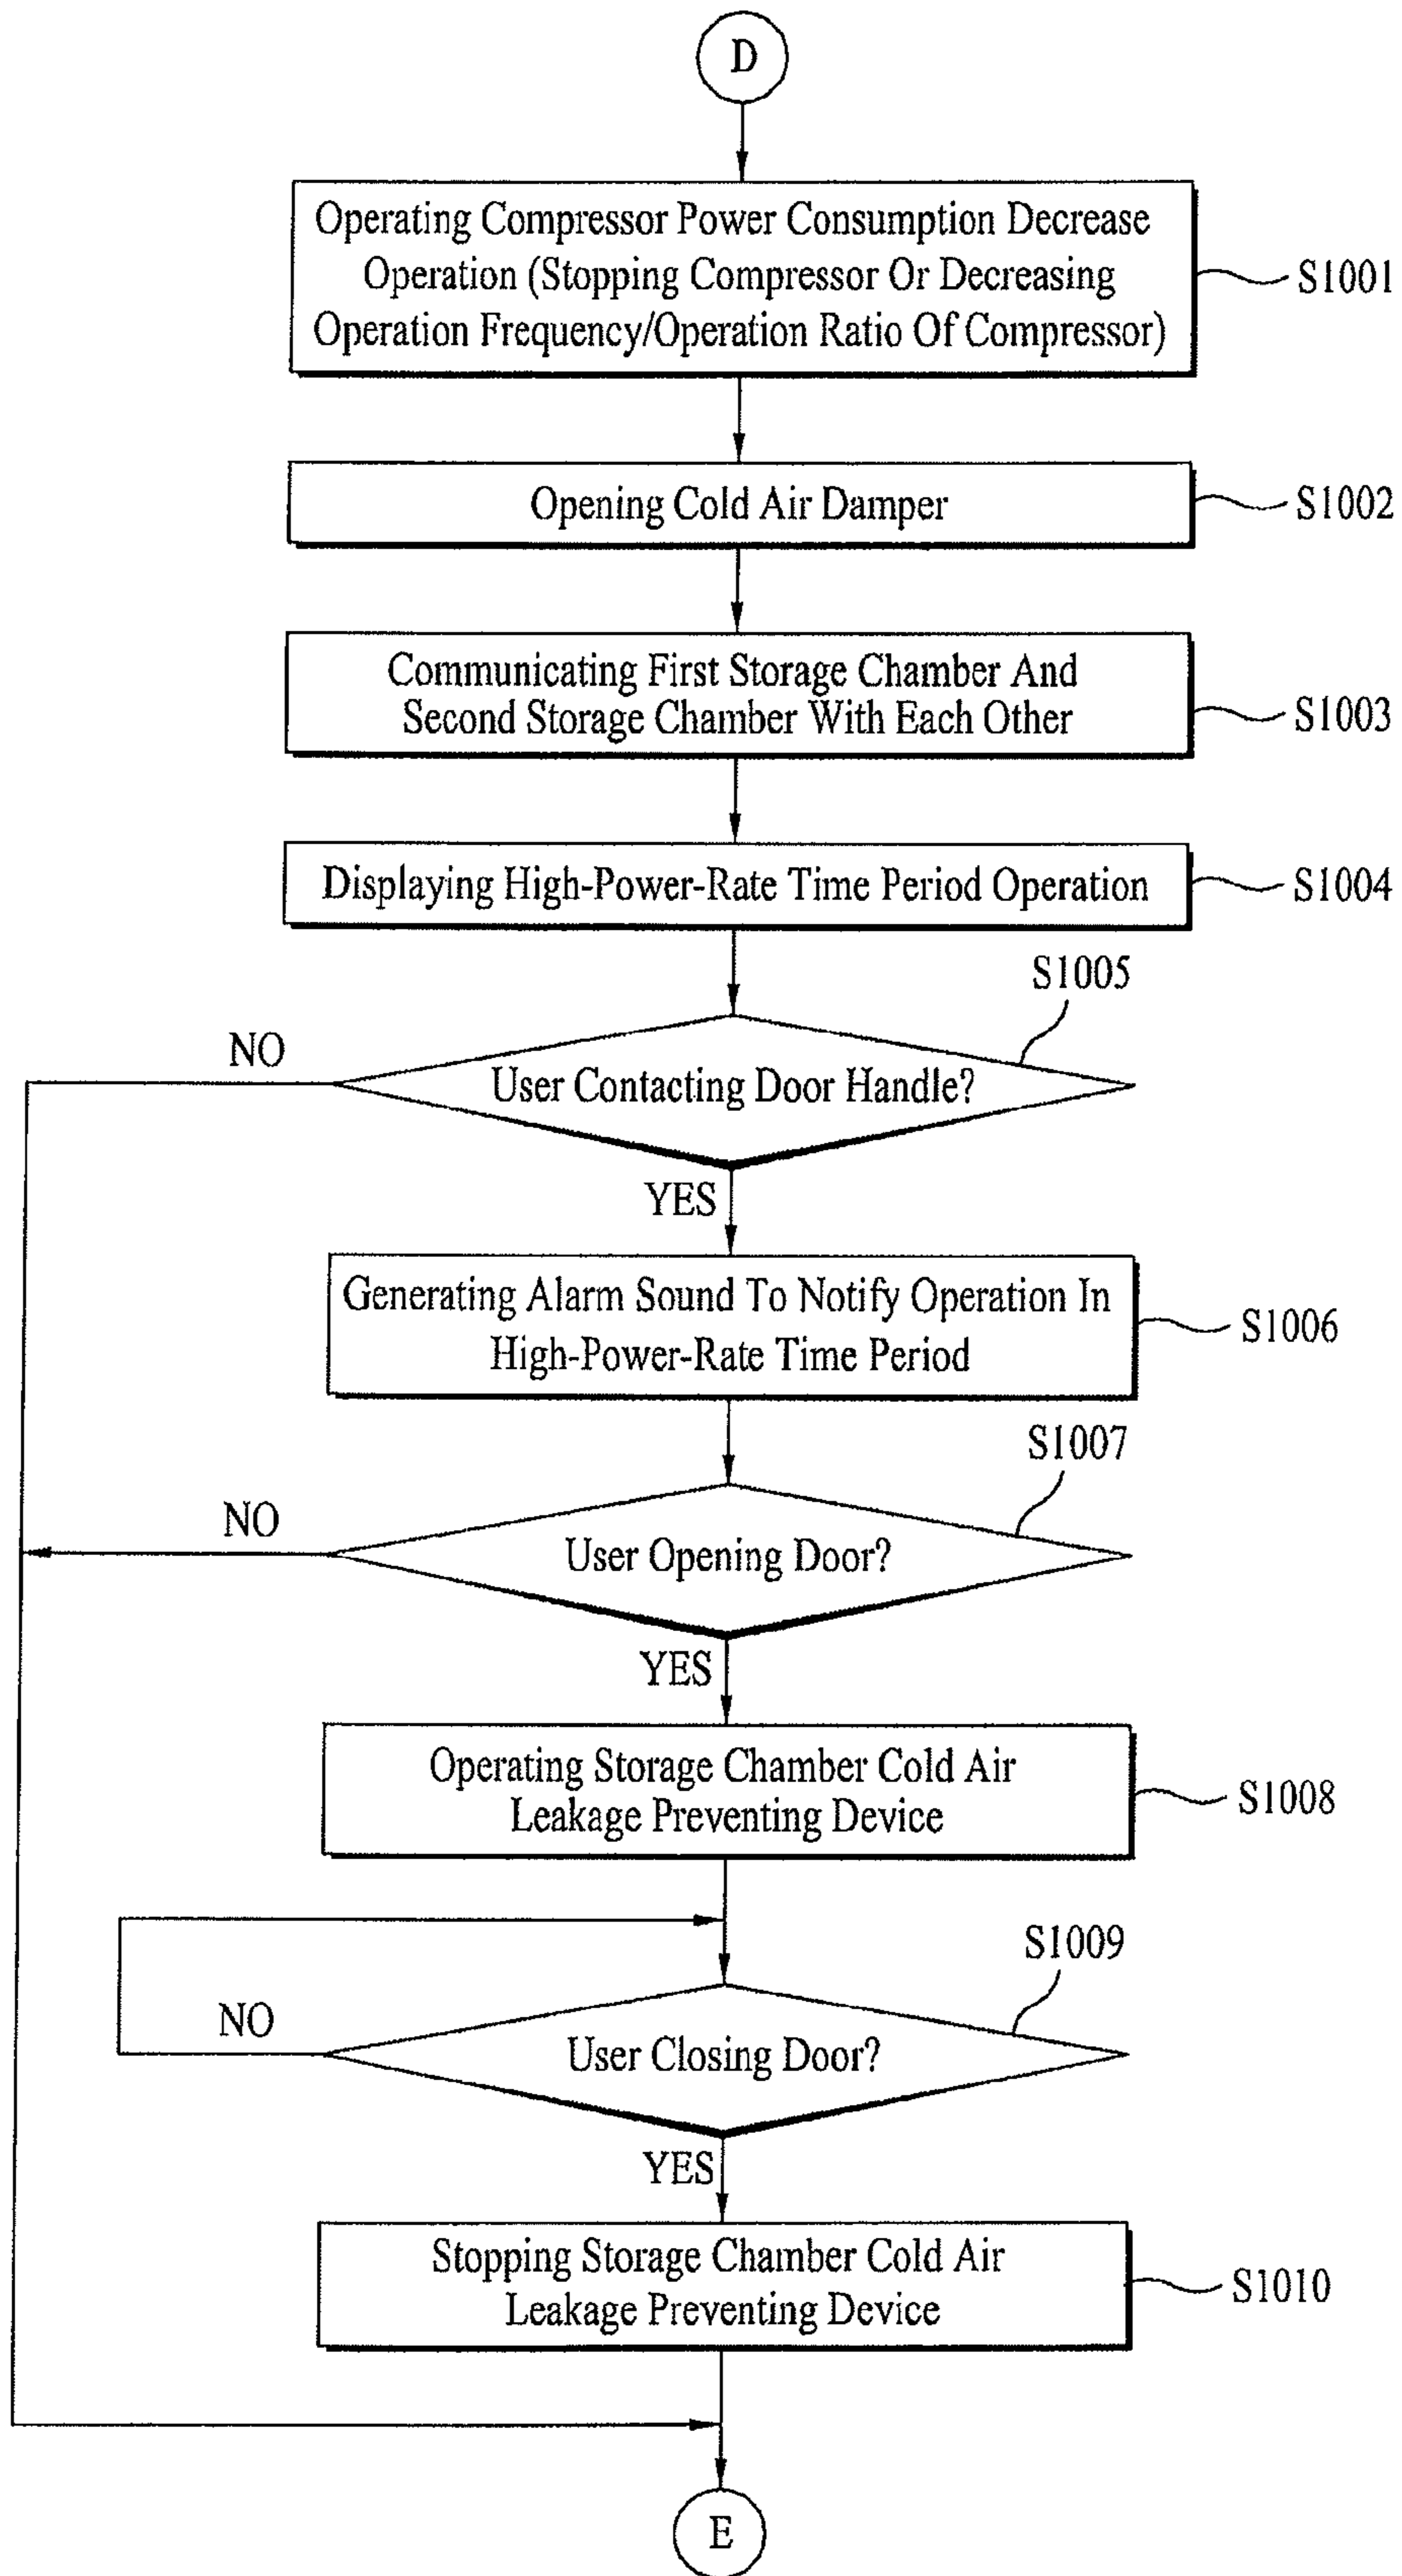 D
Operating Compressor Power Consumption Decrease
Operation (Stopping Compressor Or Decreasing
Operation Frequency/Operation Ratio Of Compressor)
S1001
Opening Cold Air Damper
S1002
Communicating First Storage Chamber And
Second Storage Chamber With Each Other
S1003
Displaying High-Power-Rate Time Period Operation
S1004
S1005
NO
User Contacting Door Handle?
YES
Generating Alarm Sound To Notify Operation In
High-Power-Rate Time Period
S1006
S1007
NO
User Opening Door?
YES
Operating Storage Chamber Cold Air
Leakage Preventing Device
S1008
S1009
NO
User Closing Door?
YES
Stopping Storage Chamber Cold Air
Leakage Preventing Device
S1010
E